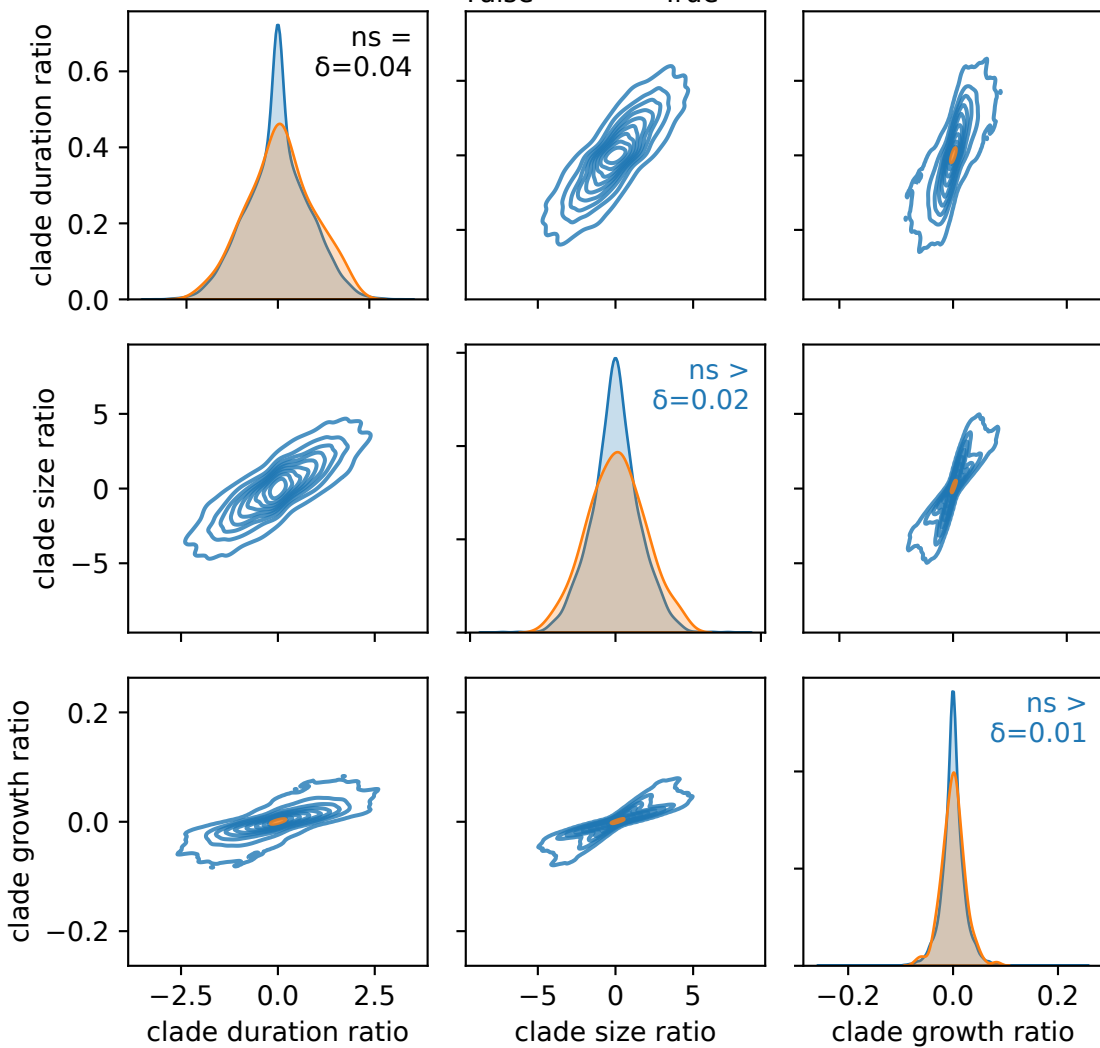 clade duration ratio
0.6
0.4
0.2
0.0
ns =
δ=0.04
clade size ratio
5
0
−5
ns >
δ=0.02
clade growth ratio
0.2
0.0
−0.2
ns >
δ=0.01
−2.5 0.0 2.5
−5 0 5
−0.2 0.0 0.2
clade duration ratio
clade size ratio
clade growth ratio